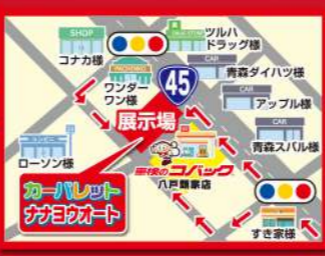 SHOP
コナカ様
ツルハ
ドラッグ様
CAR
青森ダイハツ様
ワンダー
ワン様
45
CAR
アップル様
展示場
CAR
青森スバル様
ローソン様
車検のコバック
八戸類家店
カーパレット
ナナヨウオート
すき家様